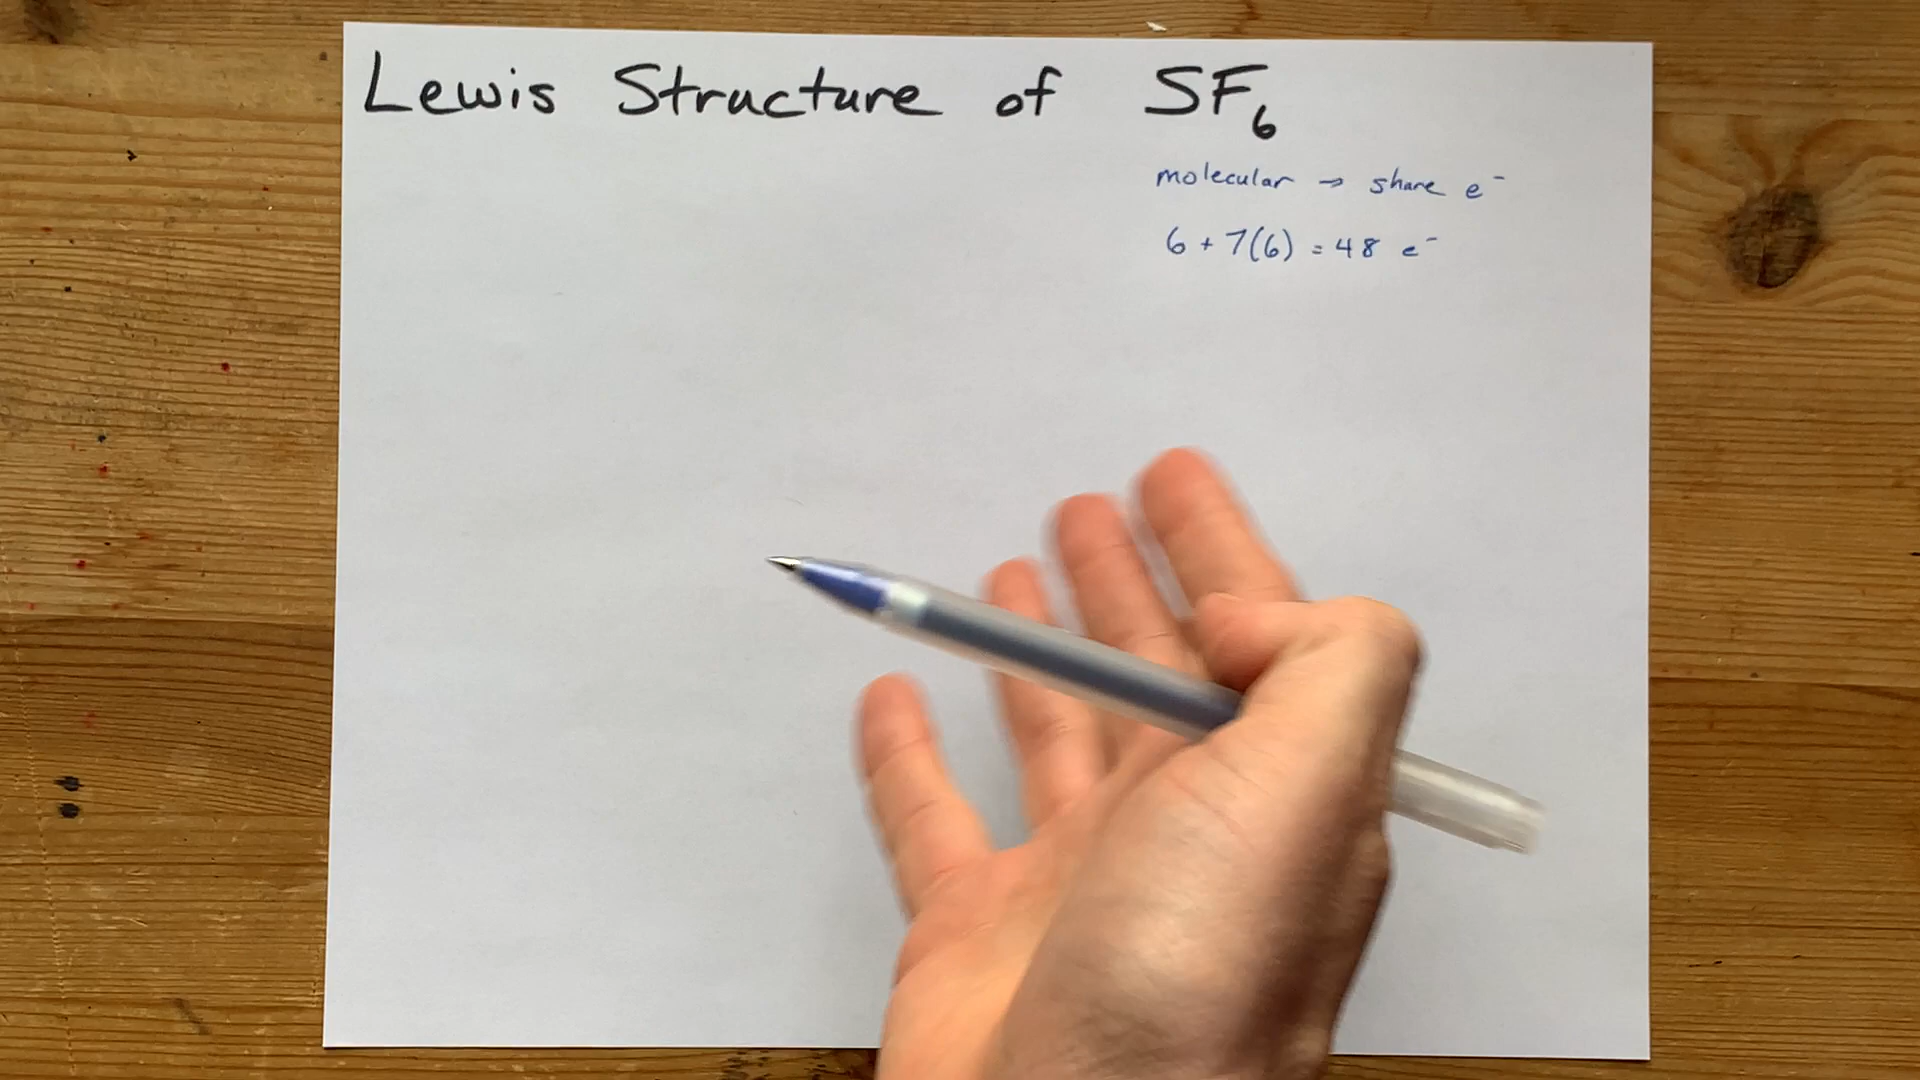 Lewis Structure of SF₆
molecular → share e⁻
6 + 7(6) = 48 e⁻